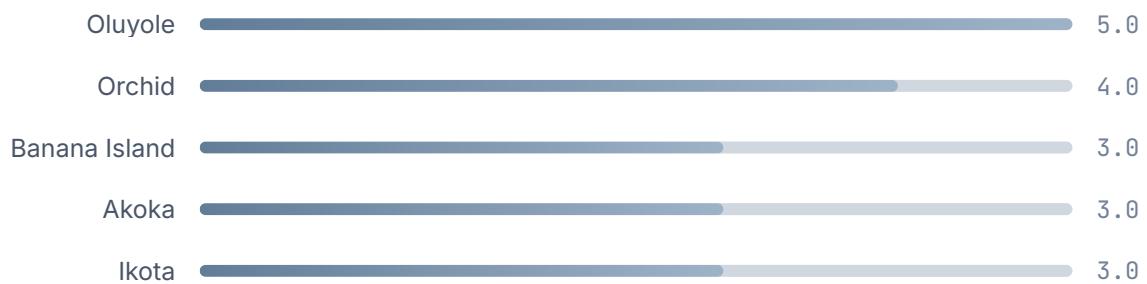 Oluyole 5.0
Orchid 4.0
Banana Island 3.0
Akoka 3.0
Ikota 3.0